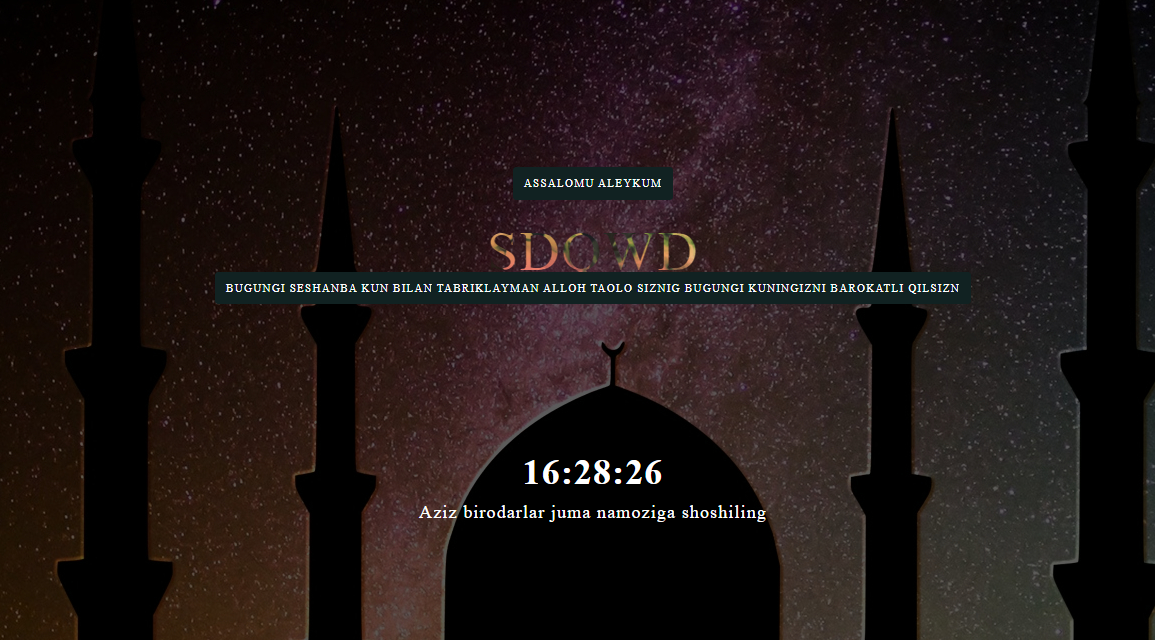 ASSALOMU ALEYKUM
SDQWD
BUGUNGI SESHANBA KUN BILAN TABRIKLAYMAN ALLOH TAOLO SIZNIG BUGUNGI KUNINGIZNI BAROKATLI QILSIZN
16:28:26
Aziz birodarlar juma namoziga shoshiling